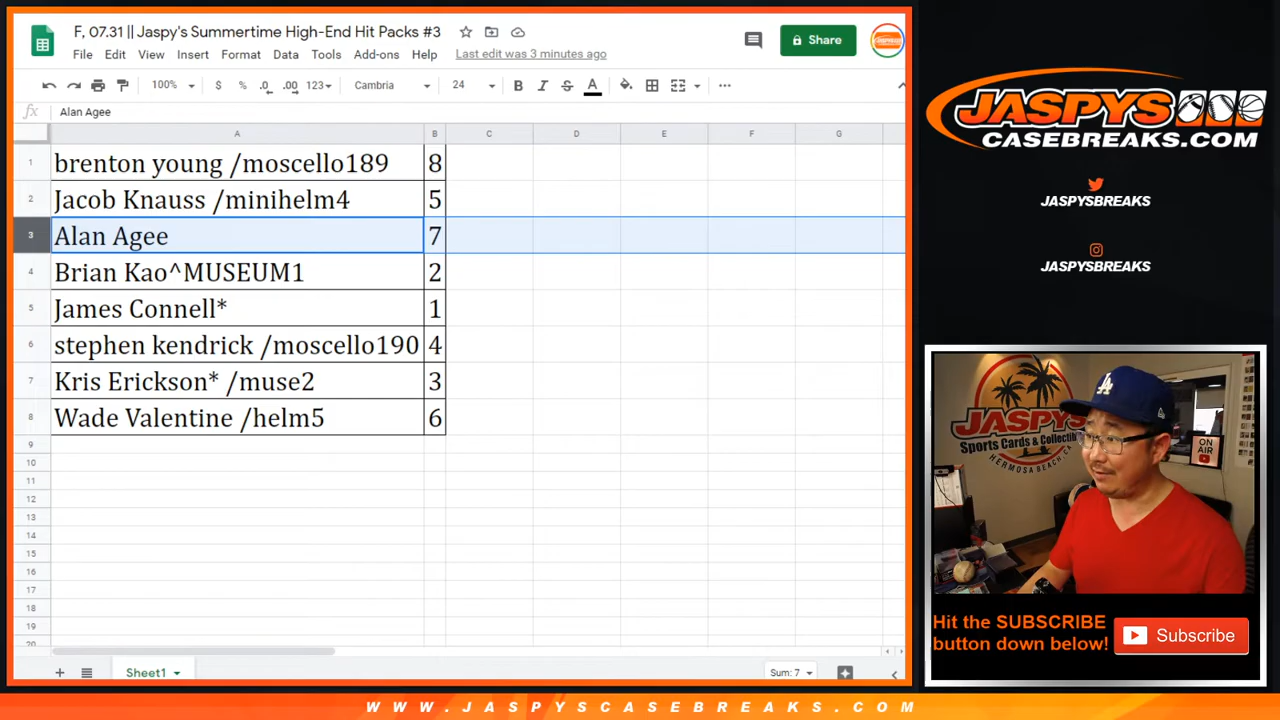 F, 07.31 || Jaspy's Summertime High-End Hit Packs #3
File Edit View Insert Format Data Tools Add-ons Help Last edit was 3 minutes ago
Share
100% $ % .0 .00 123 Cambria 24 B I S A
fx Alan Agee
A B C D E F G
1 brenton young /moscello189 8
2 Jacob Knauss /minihelm4 5
3 Alan Agee 7
4 Brian Kao^MUSEUM1 2
5 James Connell* 1
6 stephen kendrick /moscello190 4
7 Kris Erickson* /muse2 3
8 Wade Valentine /helm5 6
9
10
11
12
13
14
15
16
17
18
19
20
Sheet1
Sum: 7
JASPYS
CASEBREAKS.COM
JASPYSBREAKS
JASPYSBREAKS
JASPYS
Sports Cards & Collectib
HERMOSA BEACH, CA
LA
ON
AIR
Hit the SUBSCRIBE
button down below!
Subscribe
WWW.JASPYSCASEBREAKS.COM